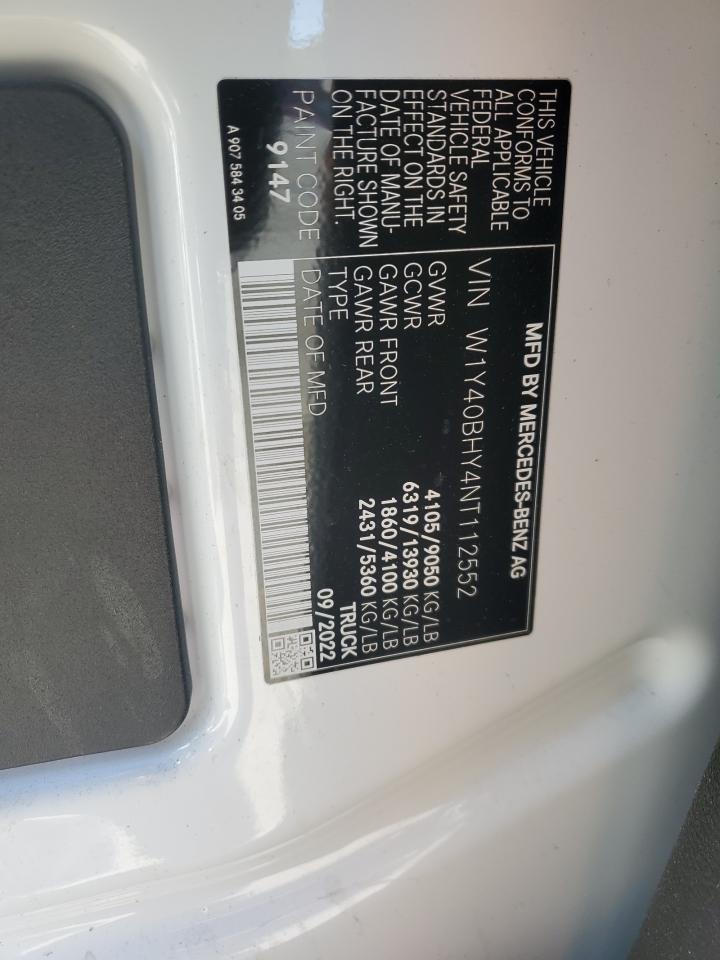 THIS VEHICLE
CONFORMS TO
ALL APPLICABLE
FEDERAL
VEHICLE SAFETY
STANDARDS IN
EFFECT ON THE
DATE OF MANU-
FACTURE SHOWN
ON THE RIGHT.
PAINT CODE
9147
A 907 584 34 05
MFD BY MERCEDES-BENZ AG
VIN W1Y40BHY4NT112552
GVWR 4105/9050 KG/LB
GCWR 6319/13930 KG/LB
GAWR FRONT 1860/4100 KG/LB
GAWR REAR 2431/5360 KG/LB
TYPE TRUCK
DATE OF MFD 09/2022